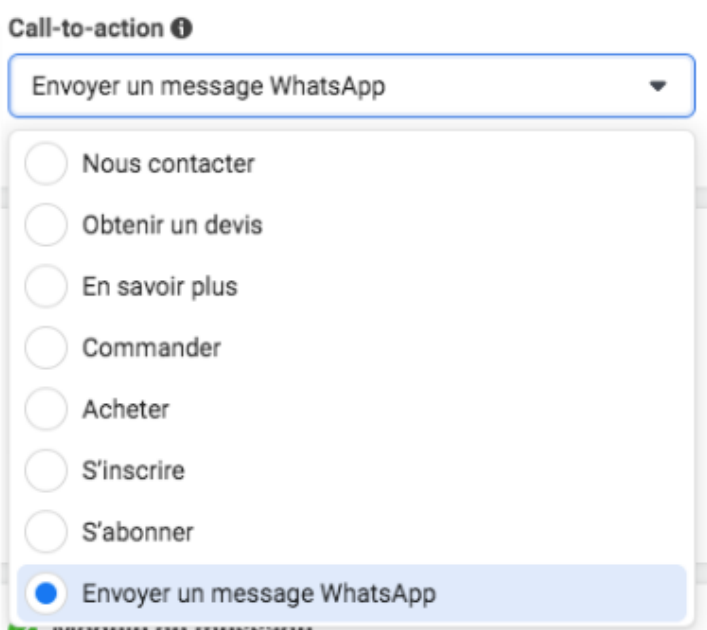 Call-to-action
Envoyer un message WhatsApp
Nous contacter
Obtenir un devis
En savoir plus
Commander
Acheter
S'inscrire
S'abonner
Envoyer un message WhatsApp